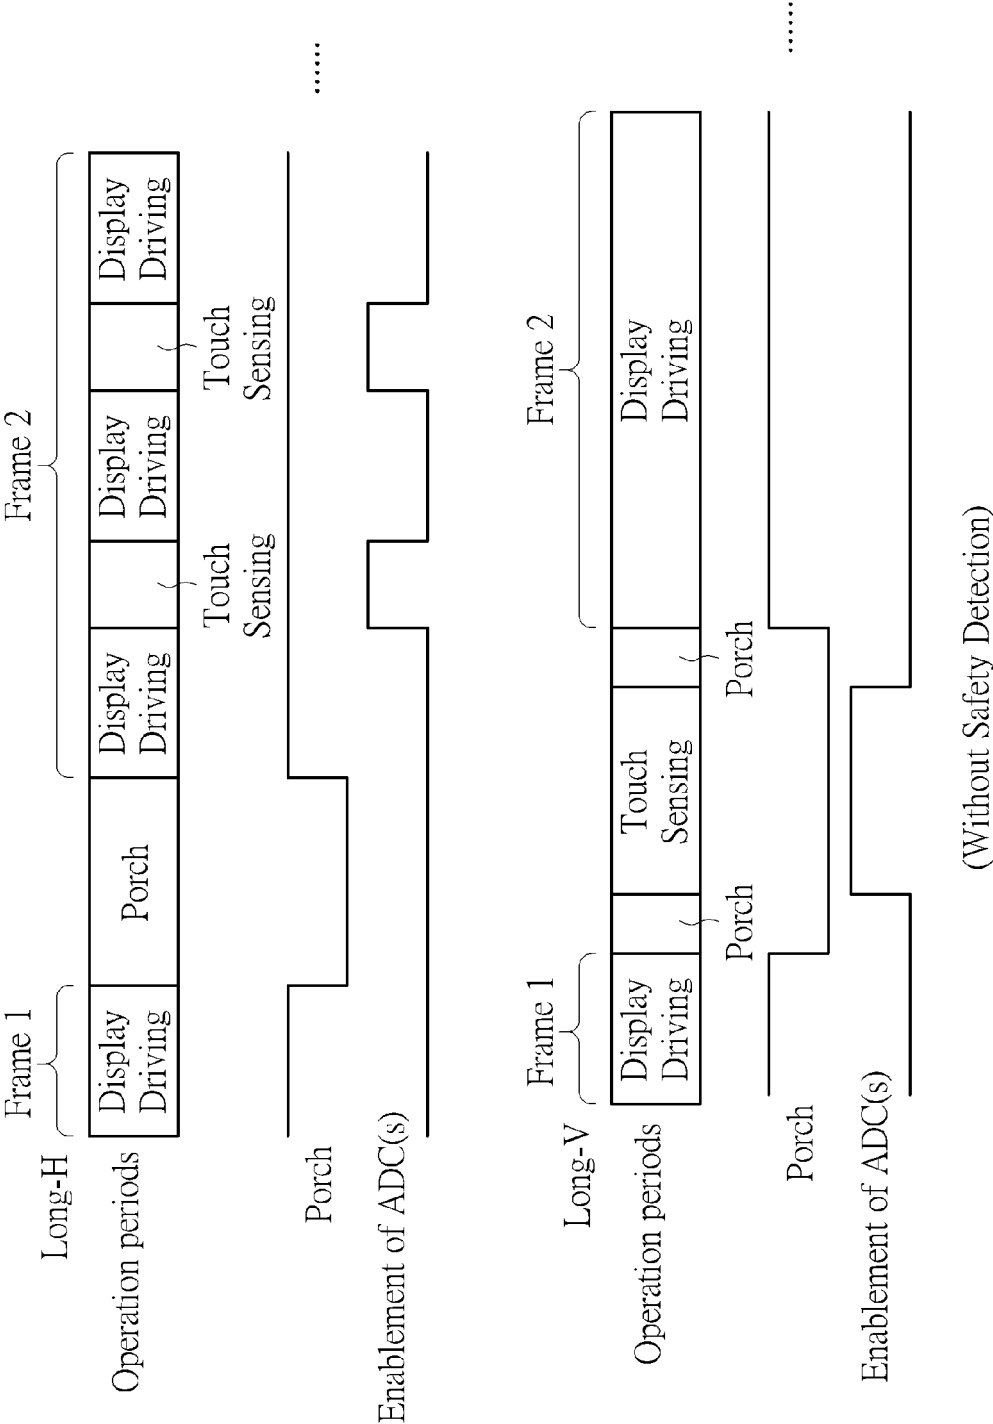 Long-H
Frame 1
Frame 2
Operation periods
Display
Driving
Porch
Display
Driving
Display
Driving
Display
Driving
Touch
Sensing
Touch
Sensing
Porch
......
Enablement of ADC(s)
Long-V
Frame 1
Frame 2
Operation periods
Display
Driving
Touch
Sensing
Display
Driving
Porch
Porch
Porch
......
Enablement of ADC(s)
(Without Safety Detection)